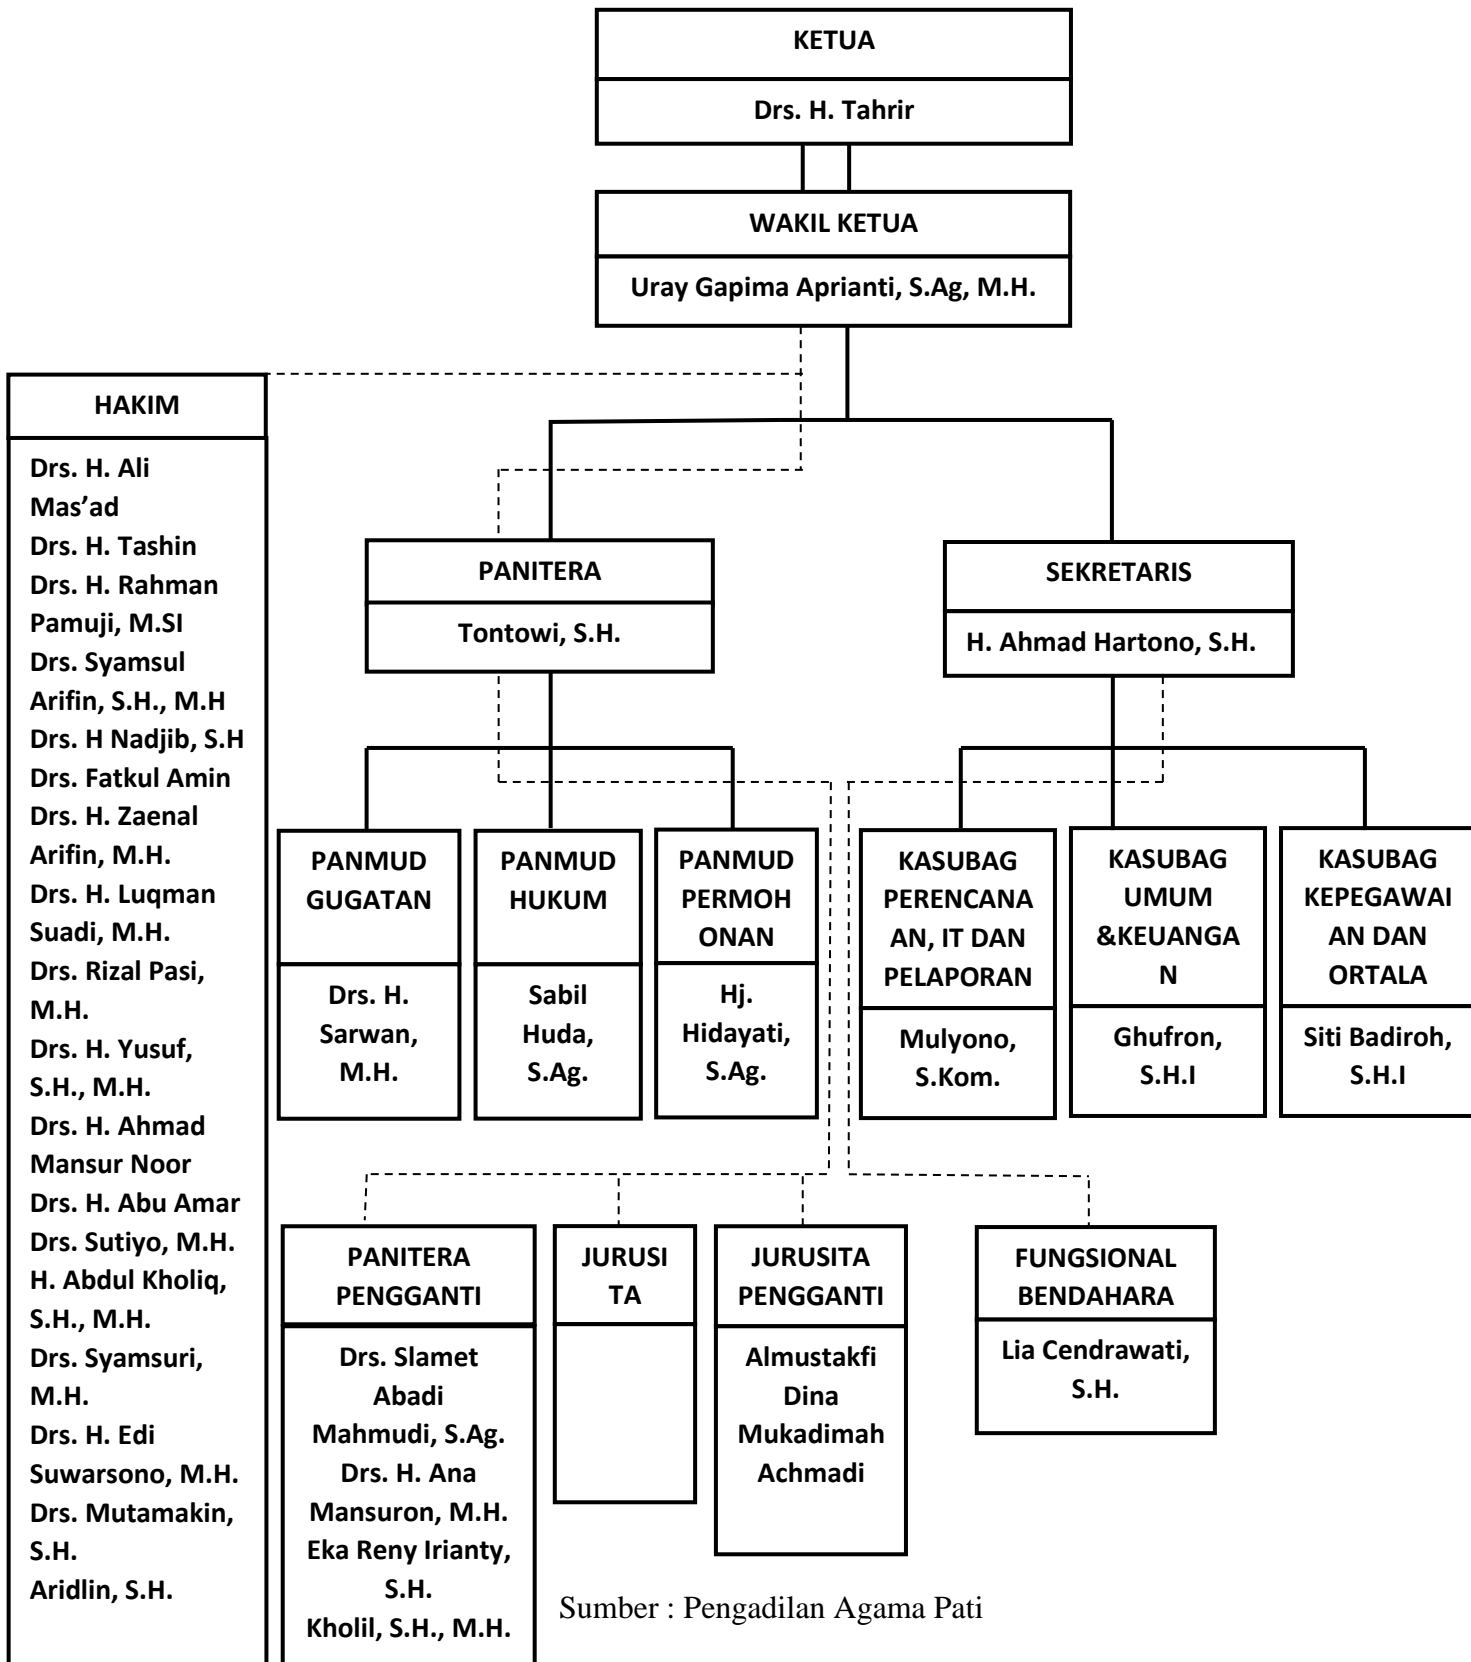 KETUA
Drs. H. Tahrir
WAKIL KETUA
Uray Gapima Aprianti, S.Ag, M.H.
HAKIM
Drs. H. Ali
Mas’ad
Drs. H. Tashin
Drs. H. Rahman
Pamuji, M.SI
Drs. Syamsul
Arifin, S.H., M.H
Drs. H Nadjib, S.H
Drs. Fatkul Amin
Drs. H. Zaenal
Arifin, M.H.
Drs. H. Luqman
Suadi, M.H.
Drs. Rizal Pasi,
M.H.
Drs. H. Yusuf,
S.H., M.H.
Drs. H. Ahmad
Mansur Noor
Drs. H. Abu Amar
Drs. Sutiyo, M.H.
H. Abdul Kholiq,
S.H., M.H.
Drs. Syamsuri,
M.H.
Drs. H. Edi
Suwarsono, M.H.
Drs. Mutamakin,
S.H.
Aridlin, S.H.
PANITERA
Tontowi, S.H.
SEKRETARIS
H. Ahmad Hartono, S.H.
PANMUD
GUGATAN
Drs. H.
Sarwan,
M.H.
PANMUD
HUKUM
Sabil
Huda,
S.Ag.
PANMUD
PERMOH
ONAN
Hj.
Hidayati,
S.Ag.
KASUBAG
PERENCANA
AN, IT DAN
PELAPORAN
Mulyono,
S.Kom.
KASUBAG
UMUM
&KEUANGA
N
Ghufron,
S.H.I
KASUBAG
KEPEGAWAI
AN DAN
ORTALA
Siti Badiroh,
S.H.I
PANITERA
PENGGANTI
Drs. Slamet
Abadi
Mahmudi, S.Ag.
Drs. H. Ana
Mansuron, M.H.
Eka Reny Irianty,
S.H.
Kholil, S.H., M.H.
JURUSI
TA
JURUSITA
PENGGANTI
Almustakfi
Dina
Mukadimah
Achmadi
FUNGSIONAL
BENDAHARA
Lia Cendrawati,
S.H.
Sumber : Pengadilan Agama Pati